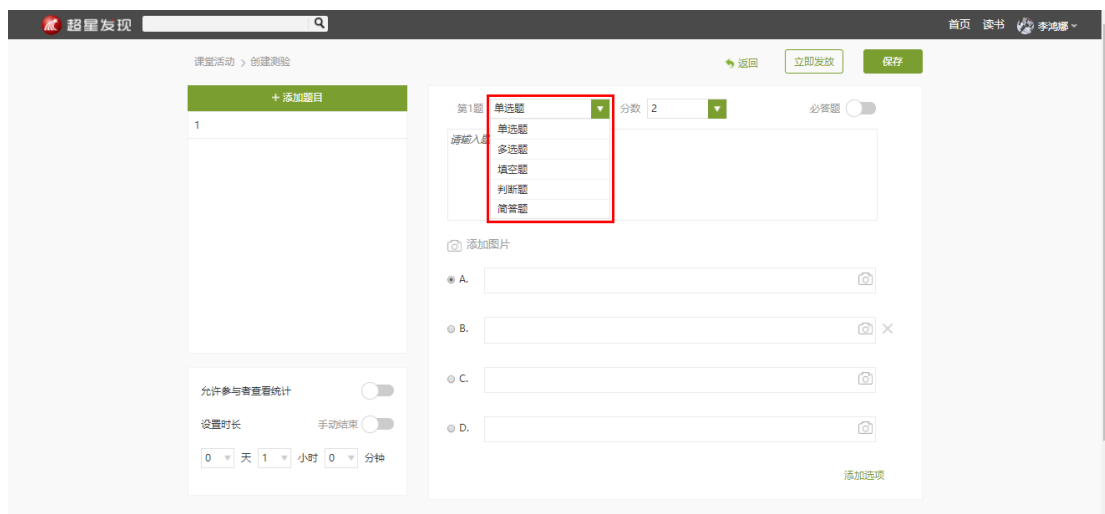 超星发现 首页 读书 李鸿娜
课堂活动 > 创建测验 返回 立即发放 保存
+ 添加题目
1
第1题 单选题 分数 2 必答题
请输入题
单选题
多选题
填空题
判断题
简答题
添加图片
A.
B.
C.
D.
添加选项
允许参与者查看统计
设置时长 手动结束
0 天 1 小时 0 分钟